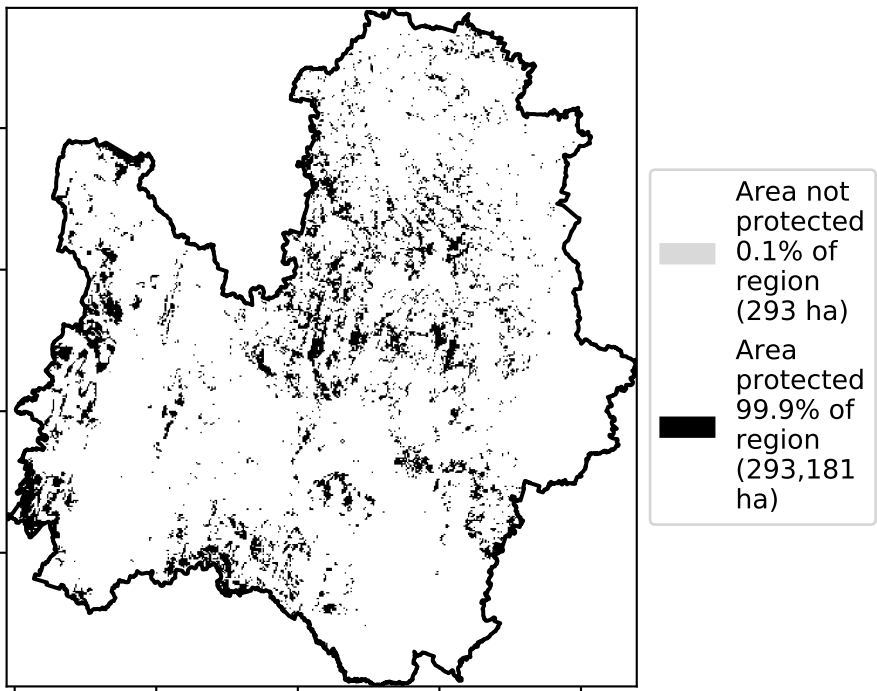 Area not
protected
0.1% of
region
(293 ha)
Area
protected
99.9% of
region
(293,181
ha)